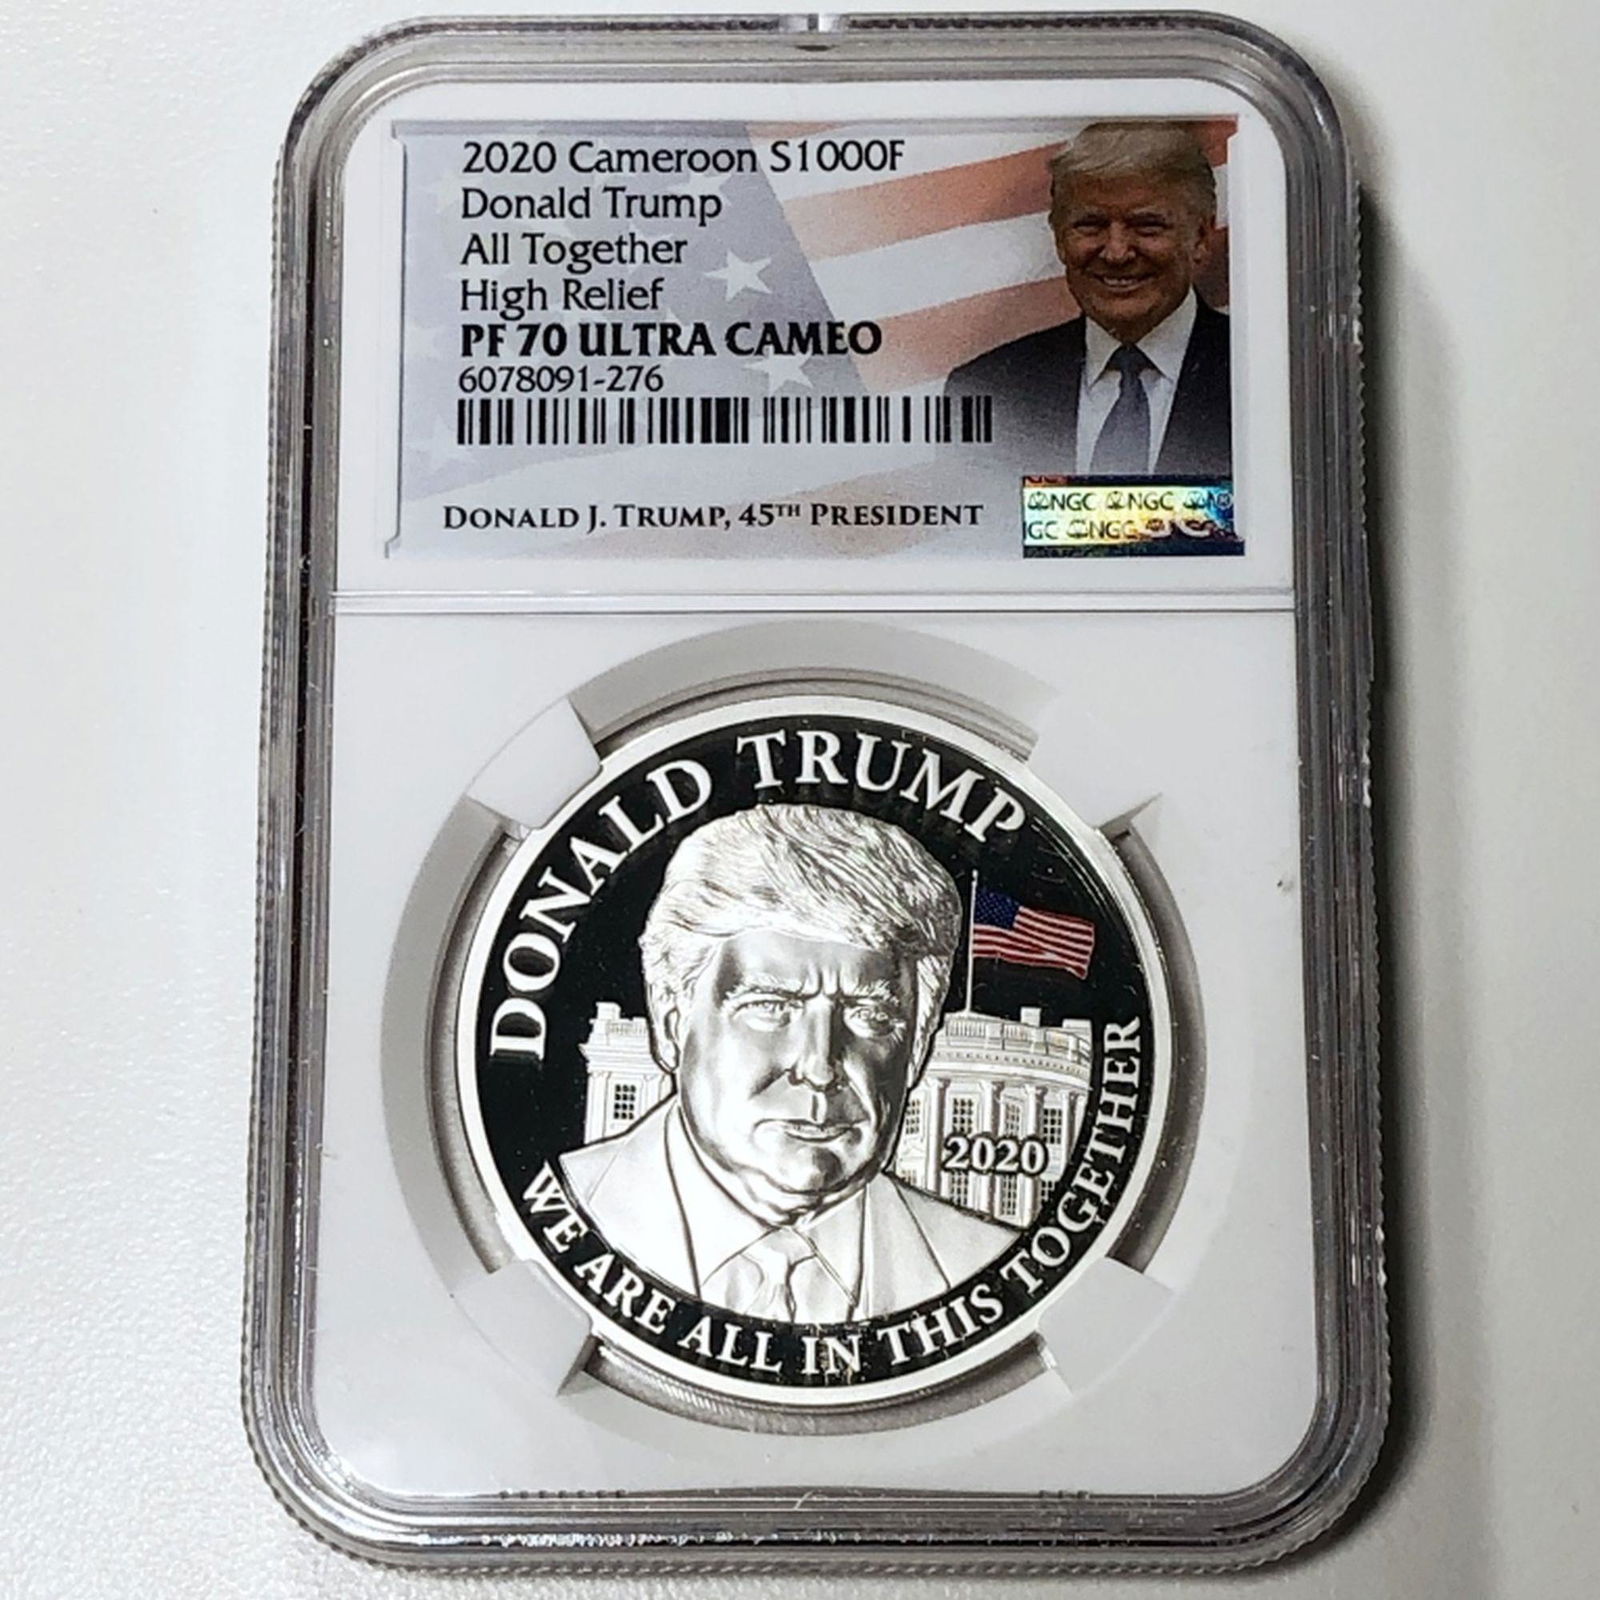 2020 Cameroon S1000F
Donald Trump
All Together
High Relief
PF 70 ULTRA CAMEO
6078091-276
DONALD J. TRUMP, 45TH PRESIDENT
NGC NGC N
GC NGC
DONALD TRUMP
2020
WE ARE ALL IN THIS TOGETHER